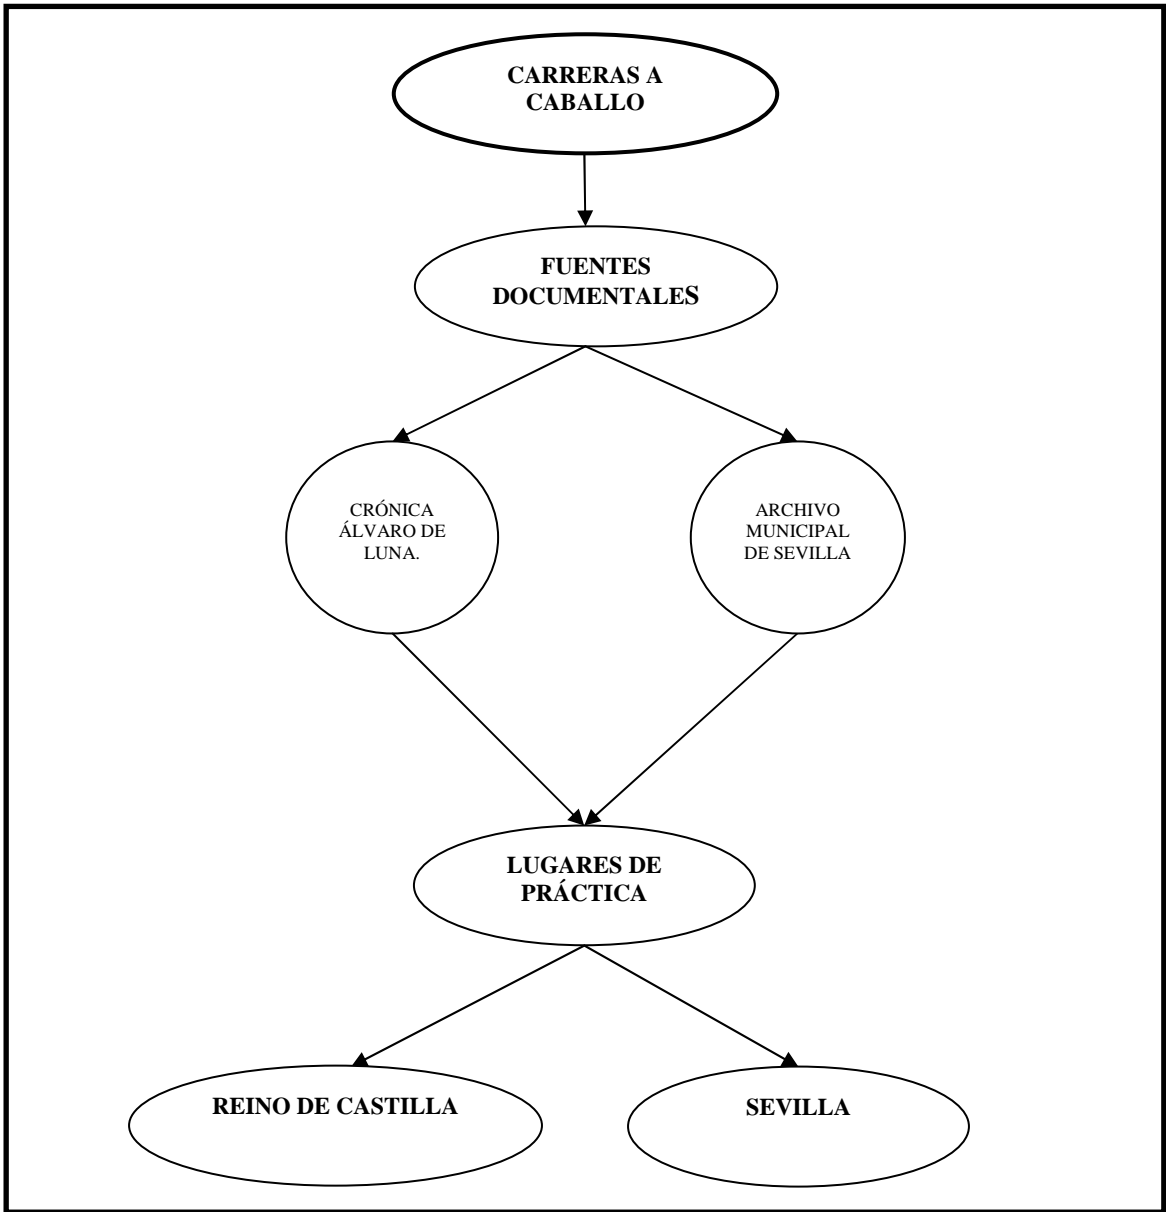 CARRERAS A
CABALLO
FUENTES
DOCUMENTALES
CRÓNICA
ÁLVARO DE
LUNA.
ARCHIVO
MUNICIPAL
DE SEVILLA
LUGARES DE
PRÁCTICA
REINO DE CASTILLA
SEVILLA